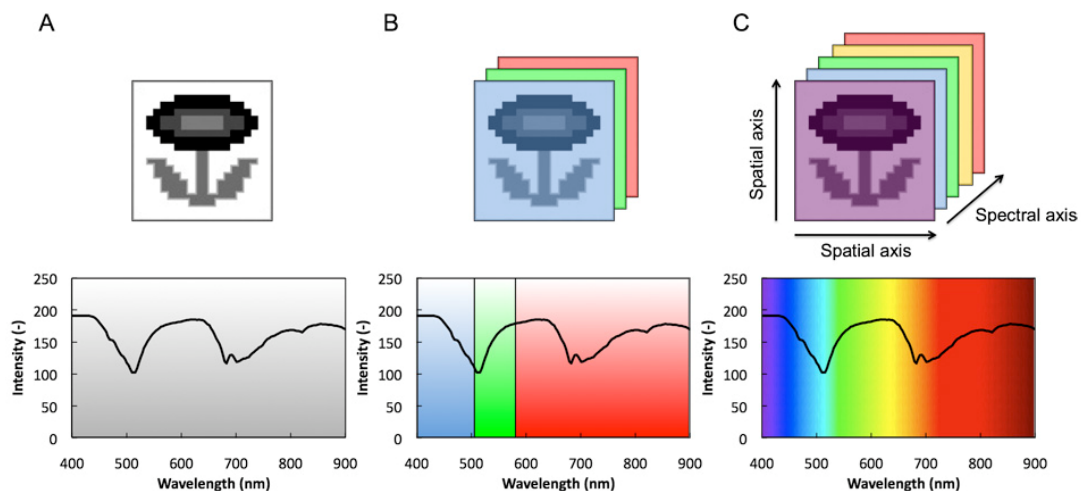 A
B
C
Spatial axis
Spatial axis
Spectral axis
Intensity (-)
250
200
150
100
50
0
400 500 600 700 800 900
Wavelength (nm)
Intensity (-)
250
200
150
100
50
0
400 500 600 700 800 900
Wavelength (nm)
Intensity (-)
250
200
150
100
50
0
400 500 600 700 800 900
Wavelength (nm)